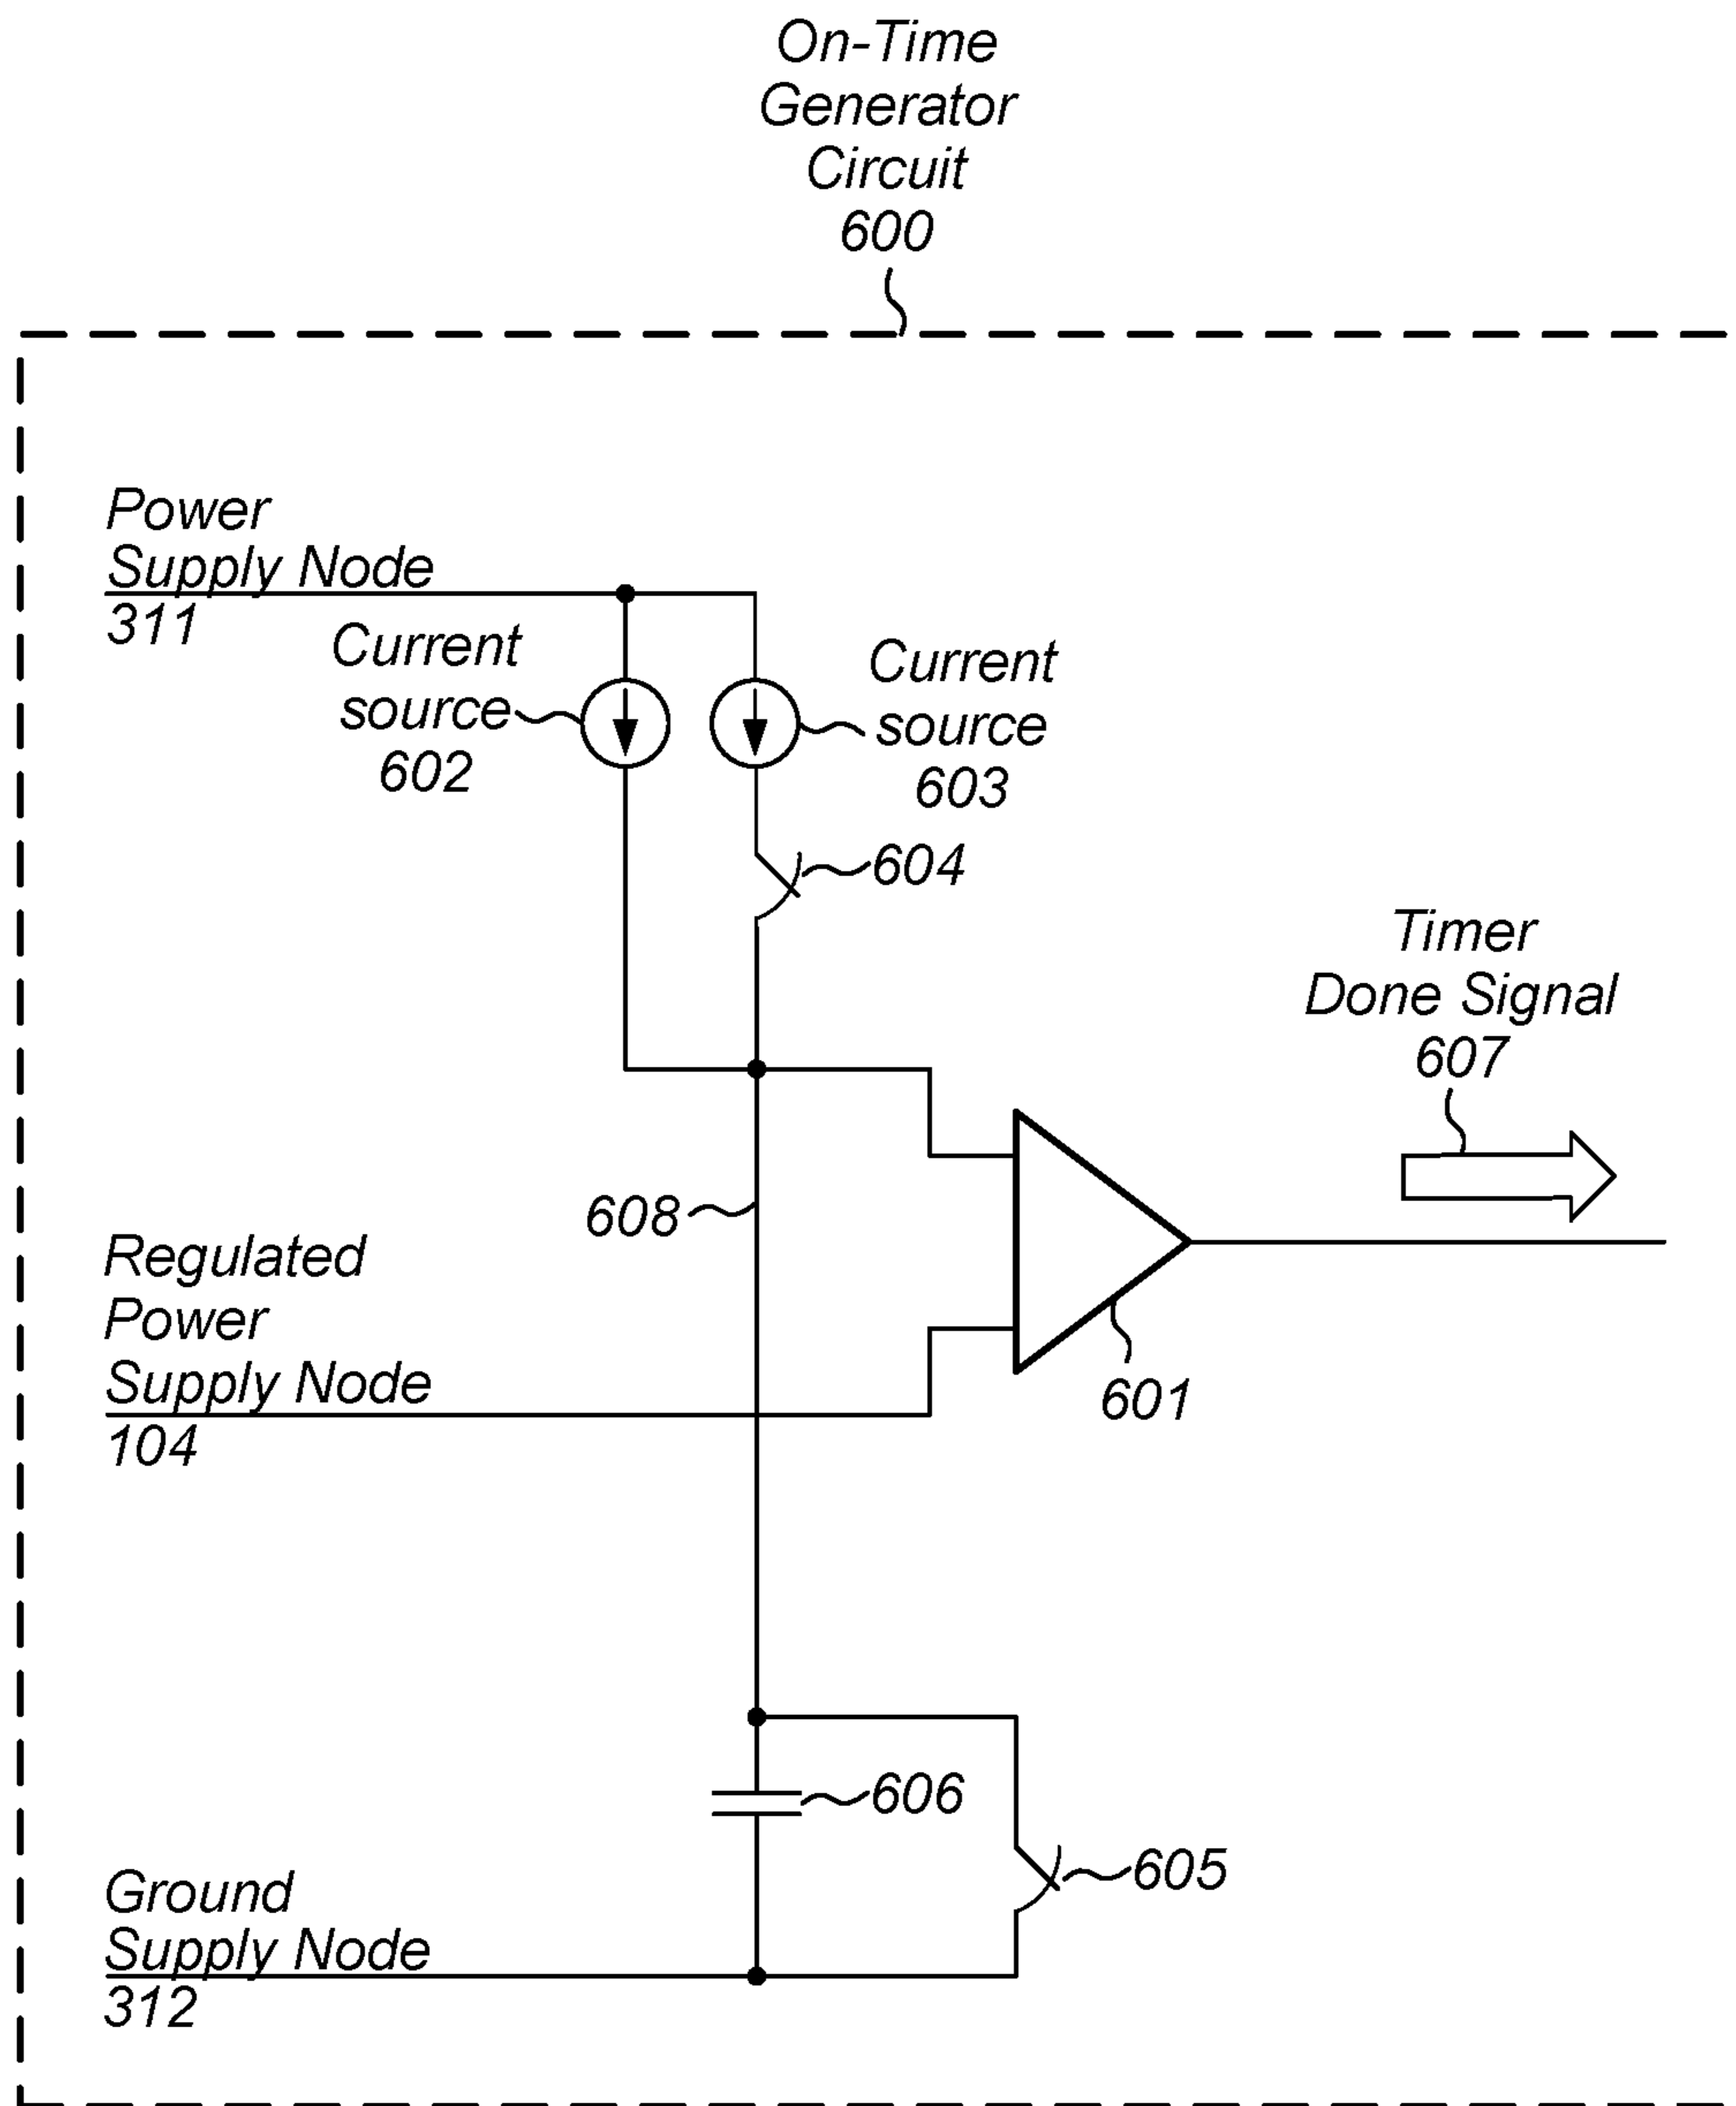 On-Time
Generator
Circuit
600
Power
Supply Node
311
Current
source
602
Current
source
603
604
Timer
Done Signal
607
608
Regulated
Power
Supply Node
104
601
606
605
Ground
Supply Node
312